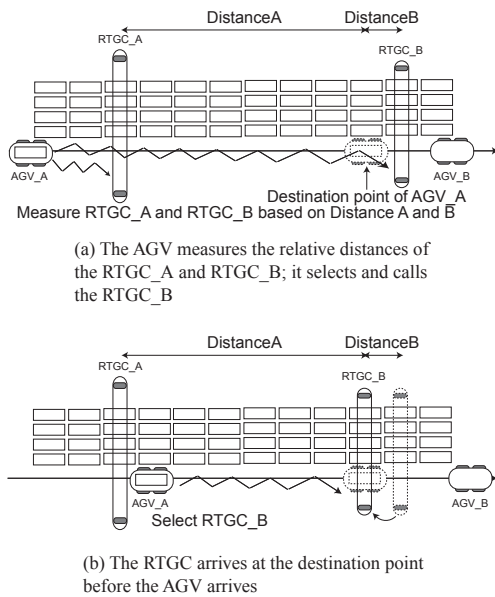 DistanceA
DistanceB
RTGC_A
RTGC_B
AGV_A
AGV_B
Destination point of AGV_A
Measure RTGC_A and RTGC_B based on Distance A and B
(a) The AGV measures the relative distances of
the RTGC_A and RTGC_B; it selects and calls
the RTGC_B
DistanceA
DistanceB
RTGC_A
RTGC_B
AGV_A
AGV_B
Select RTGC_B
(b) The RTGC arrives at the destination point
before the AGV arrives